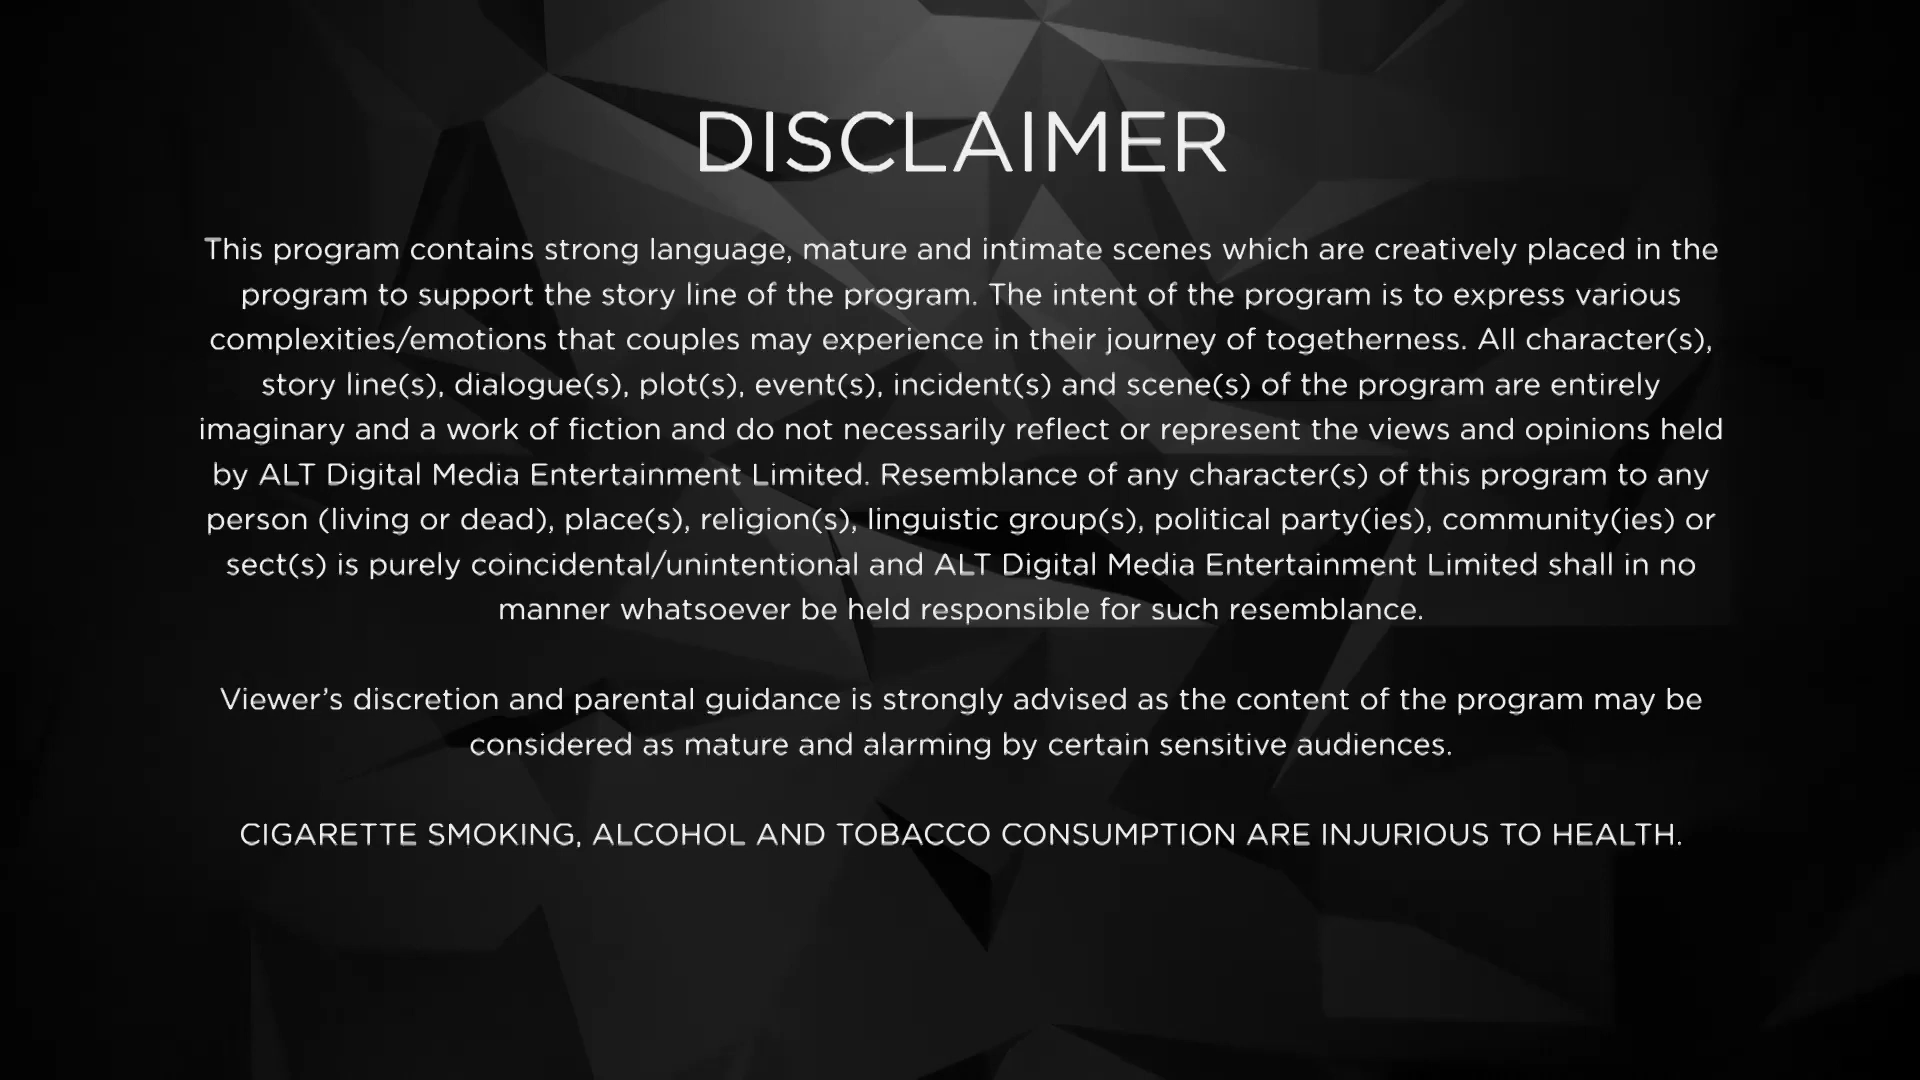 DISCLAIMER
This program contains strong language, mature and intimate scenes which are creatively placed in the
program to support the story line of the program. The intent of the program is to express various
complexities/emotions that couples may experience in their journey of togetherness. All character(s),
story line(s), dialogue(s), plot(s), event(s), incident(s) and scene(s) of the program are entirely
imaginary and a work of fiction and do not necessarily reflect or represent the views and opinions held
by ALT Digital Media Entertainment Limited. Resemblance of any character(s) of this program to any
person (living or dead), place(s), religion(s), linguistic group(s), political party(ies), community(ies) or
sect(s) is purely coincidental/unintentional and ALT Digital Media Entertainment Limited shall in no
manner whatsoever be held responsible for such resemblance.
Viewer’s discretion and parental guidance is strongly advised as the content of the program may be
considered as mature and alarming by certain sensitive audiences.
CIGARETTE SMOKING, ALCOHOL AND TOBACCO CONSUMPTION ARE INJURIOUS TO HEALTH.